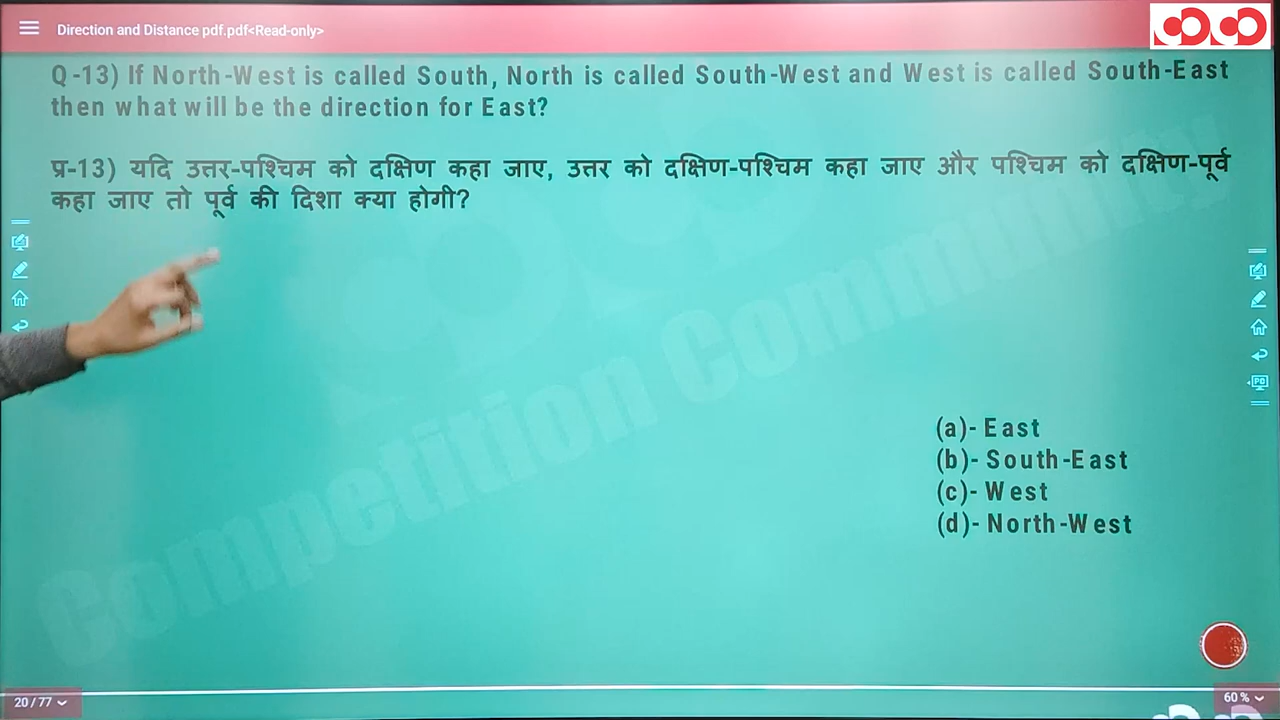 Direction and Distance pdf.pdf<Read-only>
Q-13) If North-West is called South, North is called South-West and West is called South-East
then what will be the direction for East?
प्र-13) यदि उत्तर-पश्चिम को दक्षिण कहा जाए, उत्तर को दक्षिण-पश्चिम कहा जाए और पश्चिम को दक्षिण-पूर्व
कहा जाए तो पूर्व की दिशा क्या होगी?
Competition Community
(a)- East
(b)- South-East
(c)- West
(d)- North-West
20 / 77
60 %